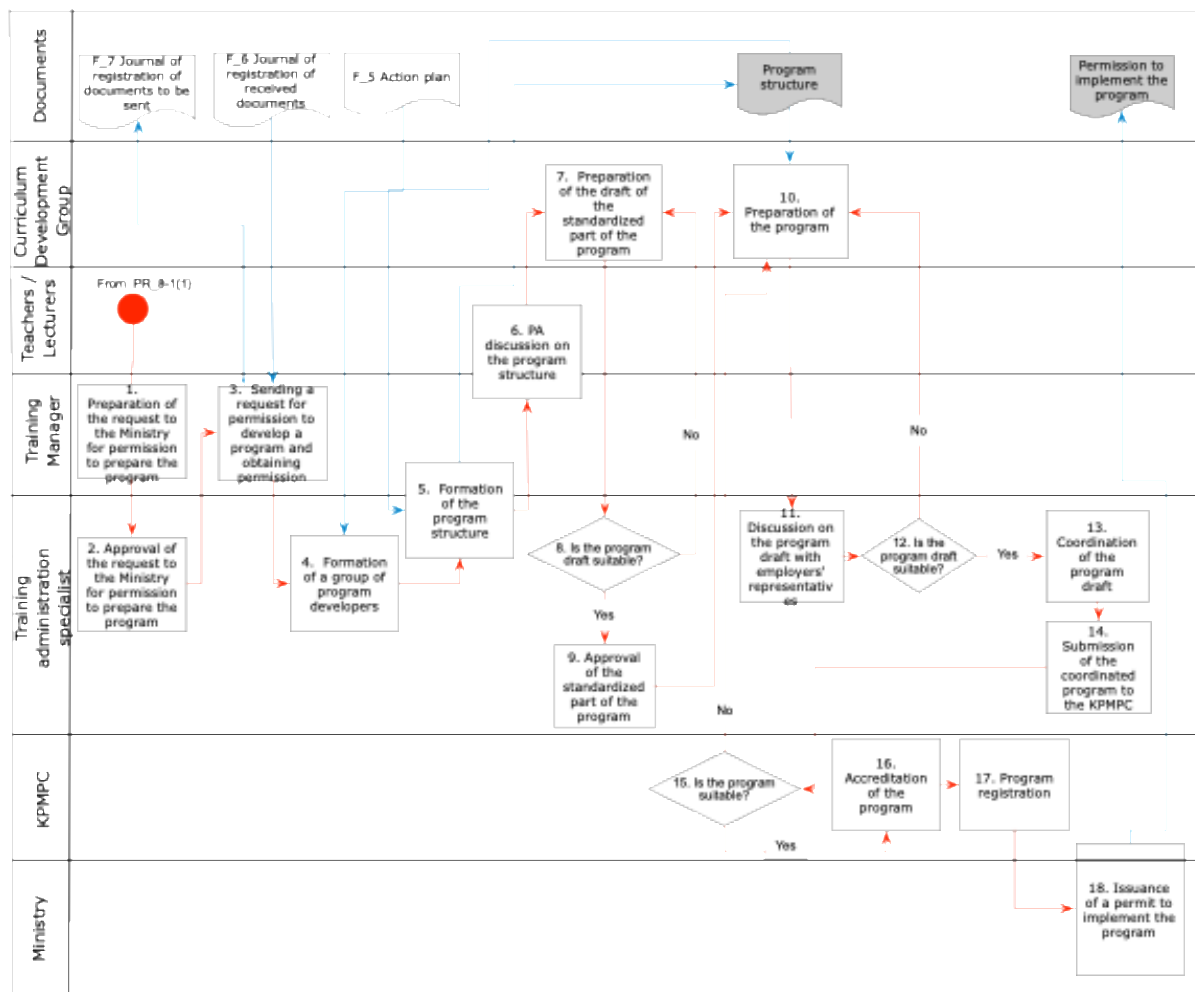 Documents
F_7 Journal of
registration of
documents to be
sent
F_6 Journal of
registration of
received
documents
F_5 Action plan
Program
structure
Permission to
implement the
program
Curriculum
Development
Group
7. Preparation
of the draft of
the
standardized
part of the
program
10.
Preparation of
the program
Teachers /
Lecturers
From PR_8-1(1)
6. PA
discussion on
the program
structure
Training
Manager
1.
Preparation of
the request to
the Ministry
for permission
to prepare the
program
3. Sending a
request for
permission to
develop a
program and
obtaining
permission
5. Formation
of the
program
structure
No
No
Training
administration
specialist
2. Approval of
the request to
the Ministry
for permission
to prepare the
program
4. Formation
of a group of
program
developers
8. Is the program
draft suitable?
Yes
9. Approval
of the
standardized
part of the
program
11.
Discussion on
the program
draft with
employers'
representativ
es
12. Is the
program draft
suitable?
Yes
13.
Coordination
of the
program
draft
14.
Submission
of the
coordinated
program to
the KPMPC
No
KPMPC
15. Is the program
suitable?
Yes
16.
Accreditation
of the
program
17. Program
registration
Ministry
18. Issuance
of a permit to
implement the
program